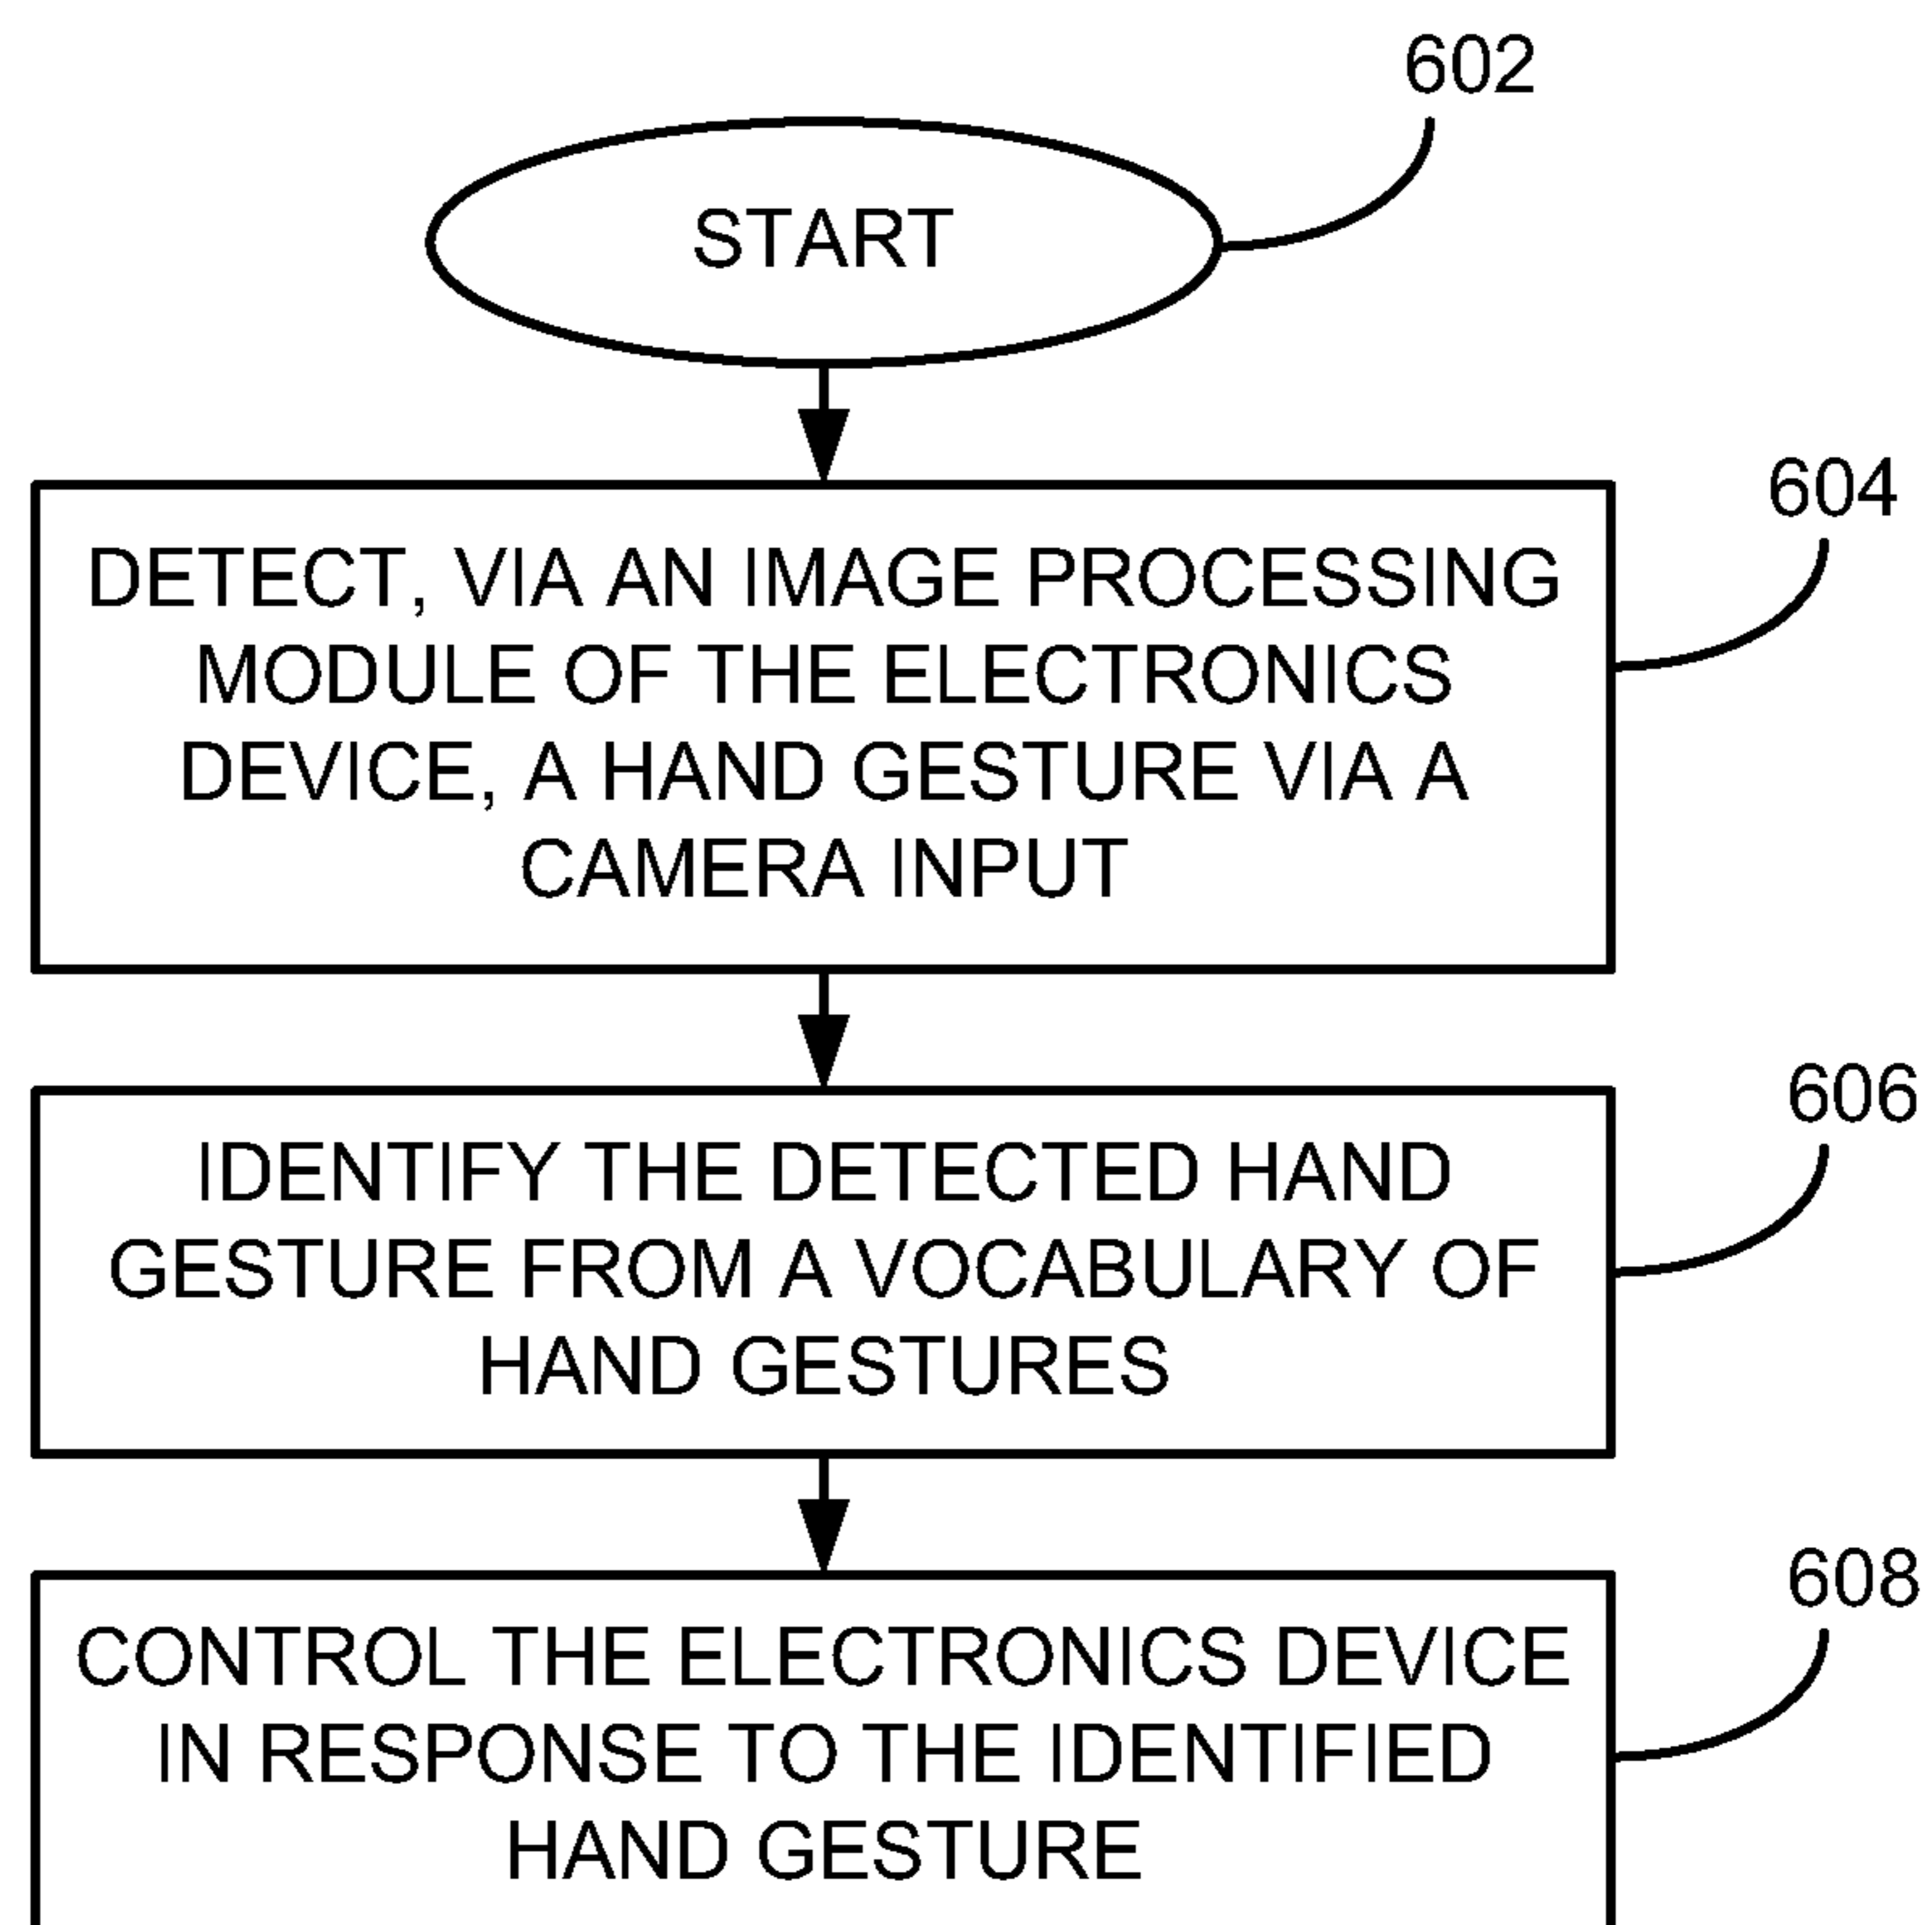 602
START
604
DETECT, VIA AN IMAGE PROCESSING
MODULE OF THE ELECTRONICS
DEVICE, A HAND GESTURE VIA A
CAMERA INPUT
606
IDENTIFY THE DETECTED HAND
GESTURE FROM A VOCABULARY OF
HAND GESTURES
608
CONTROL THE ELECTRONICS DEVICE
IN RESPONSE TO THE IDENTIFIED
HAND GESTURE